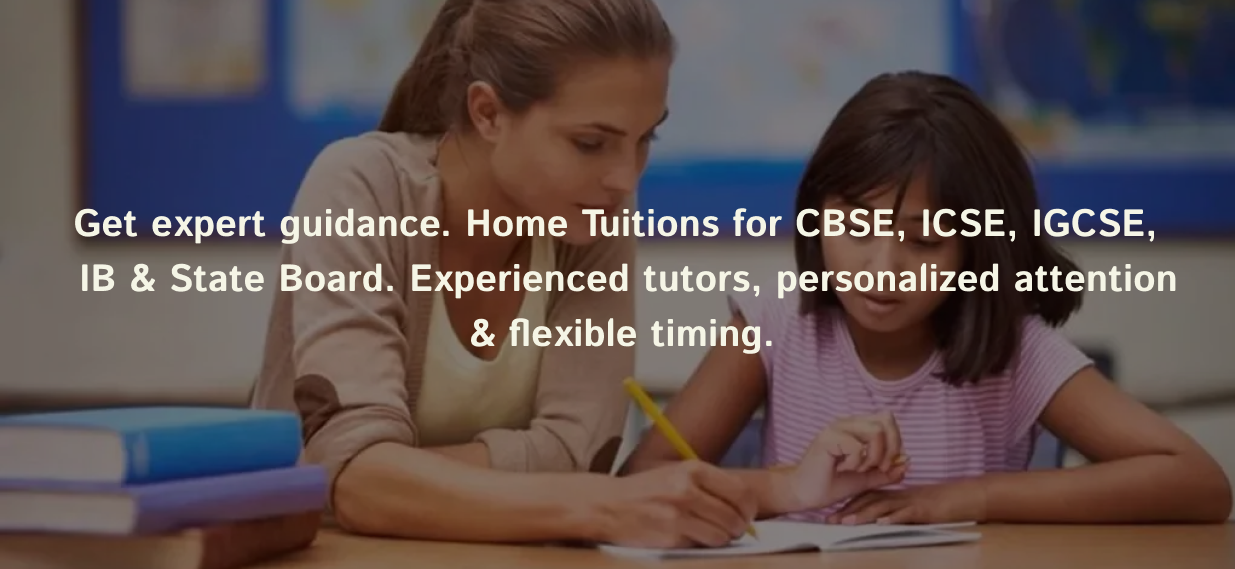 Get expert guidance. Home Tuitions for CBSE, ICSE, IGCSE,
IB & State Board. Experienced tutors, personalized attention
& flexible timing.